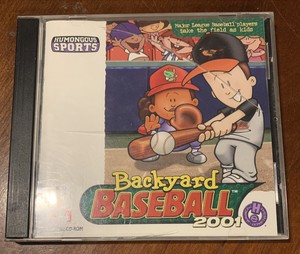 HUMONGOUS
SPORTS
Major League Baseball players
take the field as kids
Backyard
BASEBALL
2001
CD-ROM